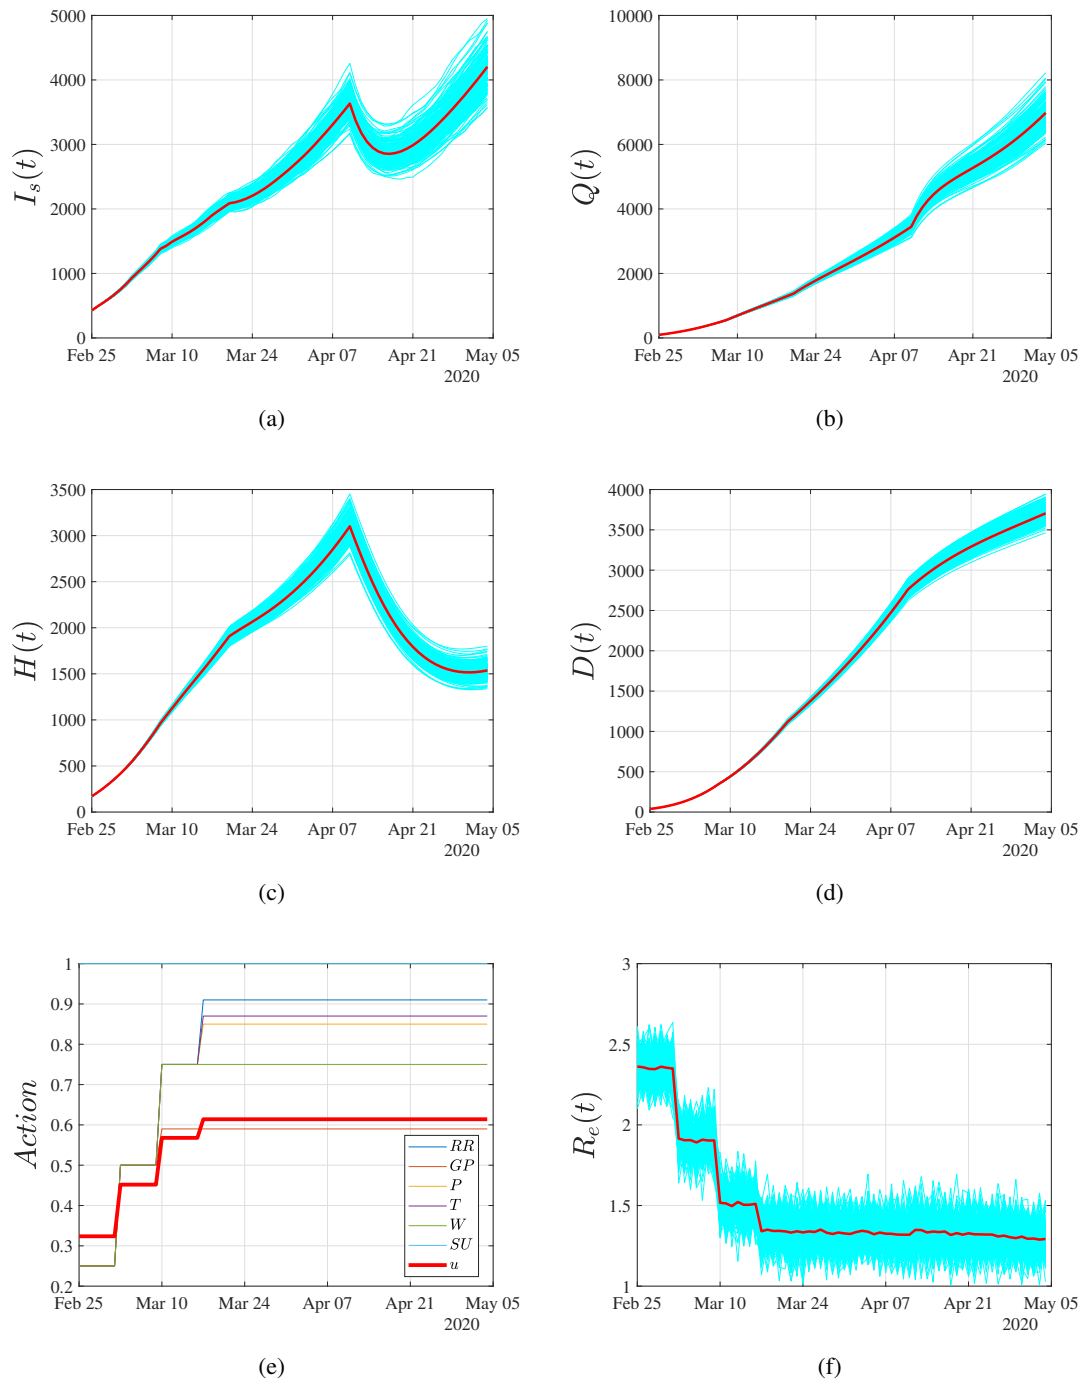 5000
4000
3000
2000
1000
0
I_s(t)
Feb 25 Mar 10 Mar 24 Apr 07 Apr 21 May 05
2020
(a)
10000
8000
6000
4000
2000
0
Q(t)
Feb 25 Mar 10 Mar 24 Apr 07 Apr 21 May 05
2020
(b)
3500
3000
2500
2000
1500
1000
500
0
H(t)
Feb 25 Mar 10 Mar 24 Apr 07 Apr 21 May 05
2020
(c)
4000
3500
3000
2500
2000
1500
1000
500
0
D(t)
Feb 25 Mar 10 Mar 24 Apr 07 Apr 21 May 05
2020
(d)
1
0.9
0.8
0.7
0.6
0.5
0.4
0.3
0.2
Action
RR
GP
P
T
W
SU
u
Feb 25 Mar 10 Mar 24 Apr 07 Apr 21 May 05
2020
(e)
3
2.5
2
1.5
1
R_e(t)
Feb 25 Mar 10 Mar 24 Apr 07 Apr 21 May 05
2020
(f)